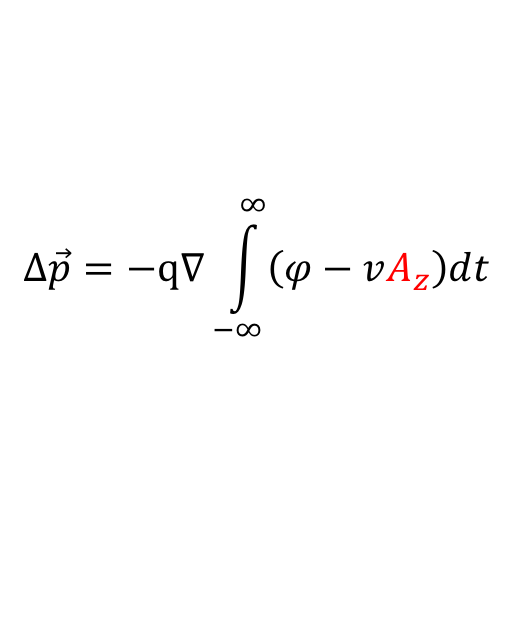 Δp⃗ = −q∇ ∫_{−∞}^{∞} (φ − vA_z)dt